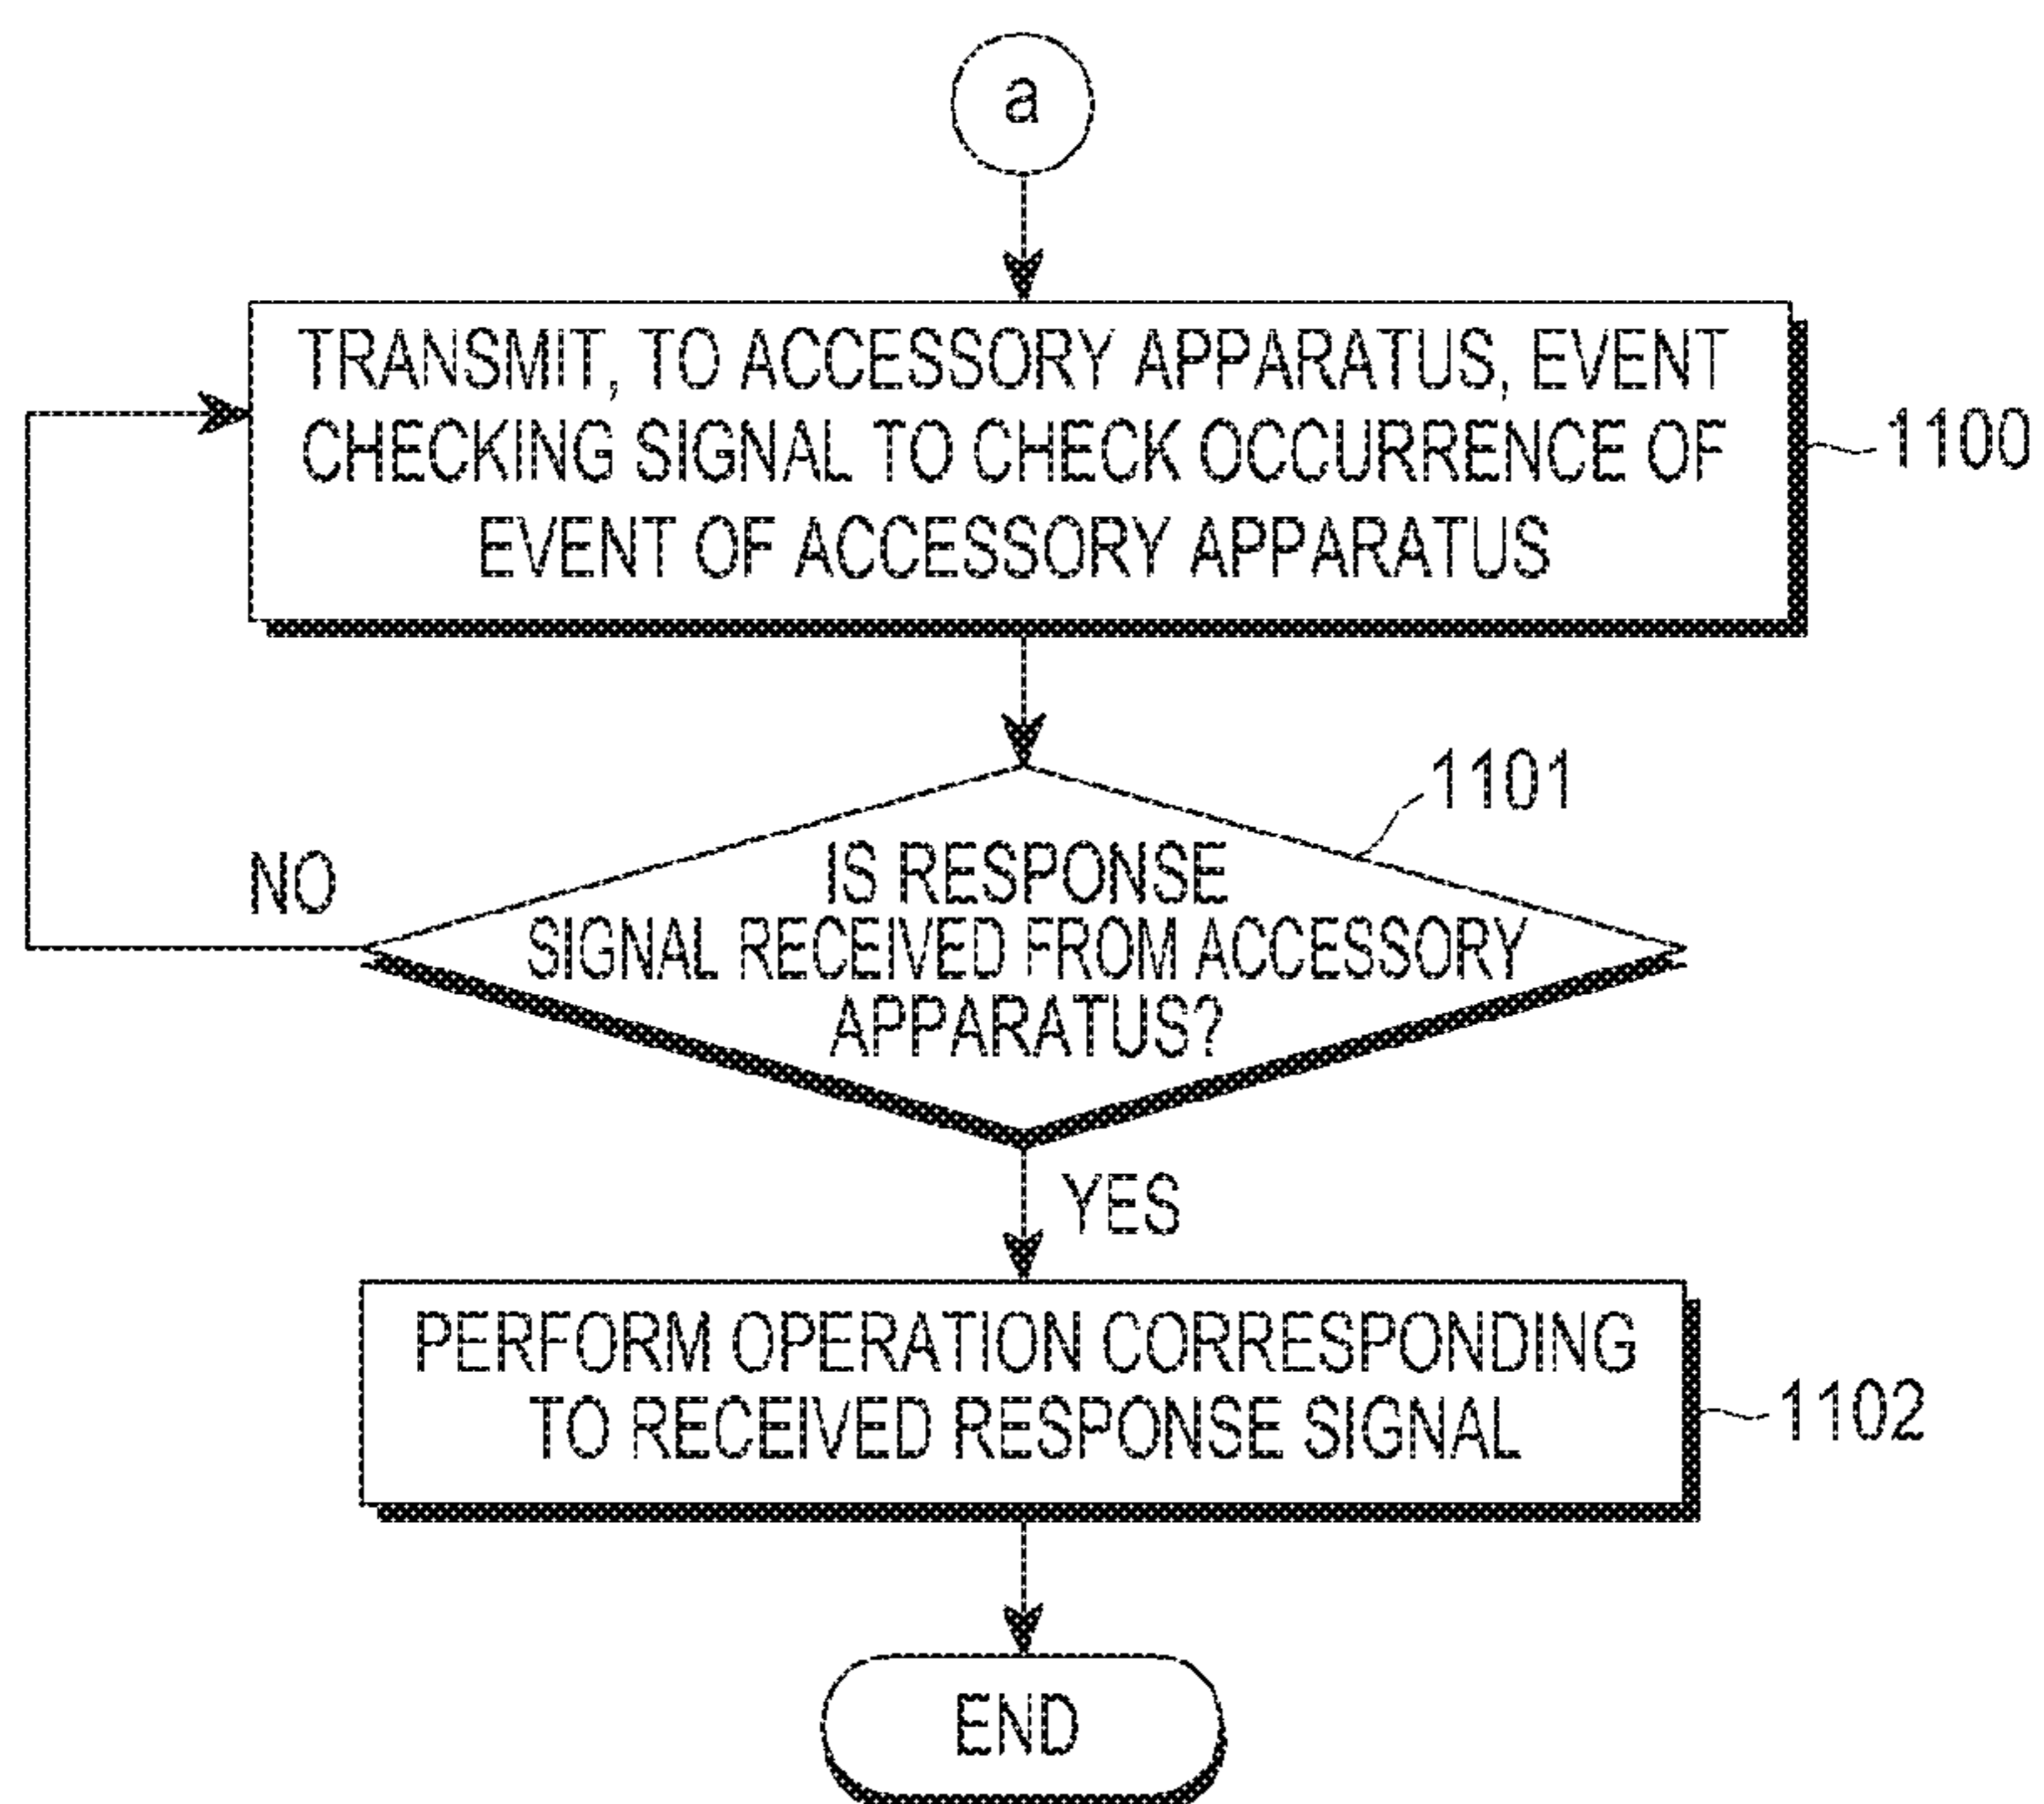 a
TRANSMIT, TO ACCESSORY APPARATUS, EVENT
CHECKING SIGNAL TO CHECK OCCURRENCE OF
EVENT OF ACCESSORY APPARATUS
1100
1101
IS RESPONSE
SIGNAL RECEIVED FROM ACCESSORY
APPARATUS?
NO
YES
PERFORM OPERATION CORRESPONDING
TO RECEIVED RESPONSE SIGNAL
1102
END